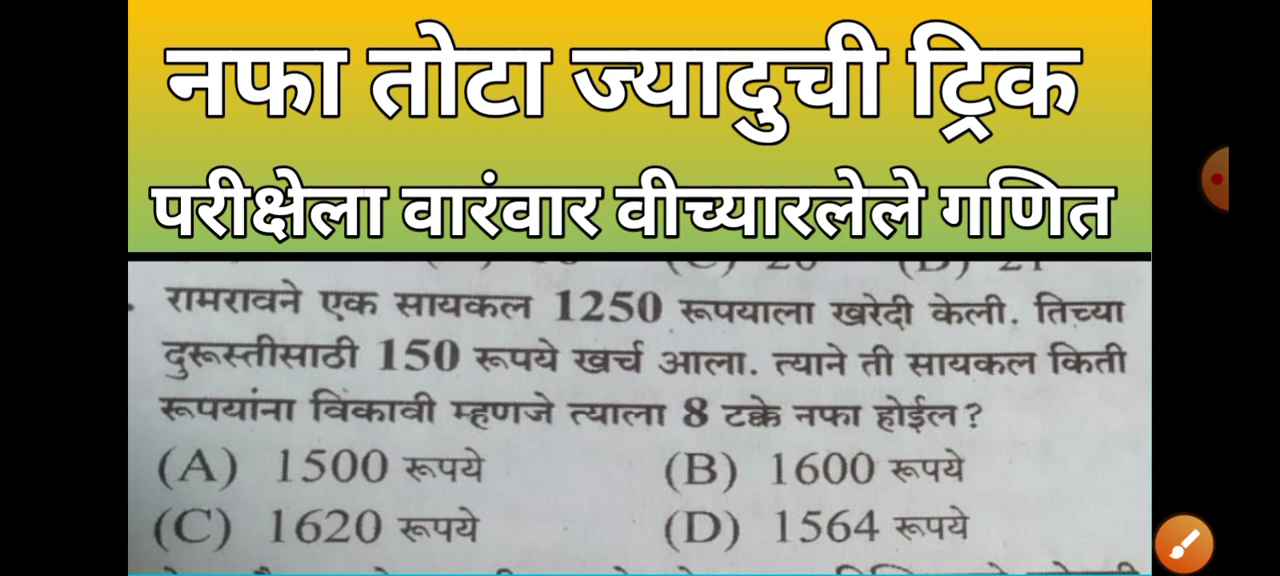 नफा तोटा ज्यादुची ट्रिक
परीक्षेला वारंवार वीच्यारलेले गणित
रामरावने एक सायकल 1250 रूपयाला खरेदी केली. तिच्या
दुरूस्तीसाठी 150 रूपये खर्च आला. त्याने ती सायकल किती
रूपयांना विकावी म्हणजे त्याला 8 टक्के नफा होईल?
(A) 1500 रूपये (B) 1600 रूपये
(C) 1620 रूपये (D) 1564 रूपये